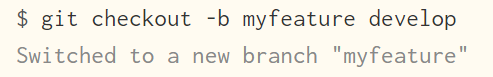 $ git checkout -b myfeature develop
Switched to a new branch "myfeature"